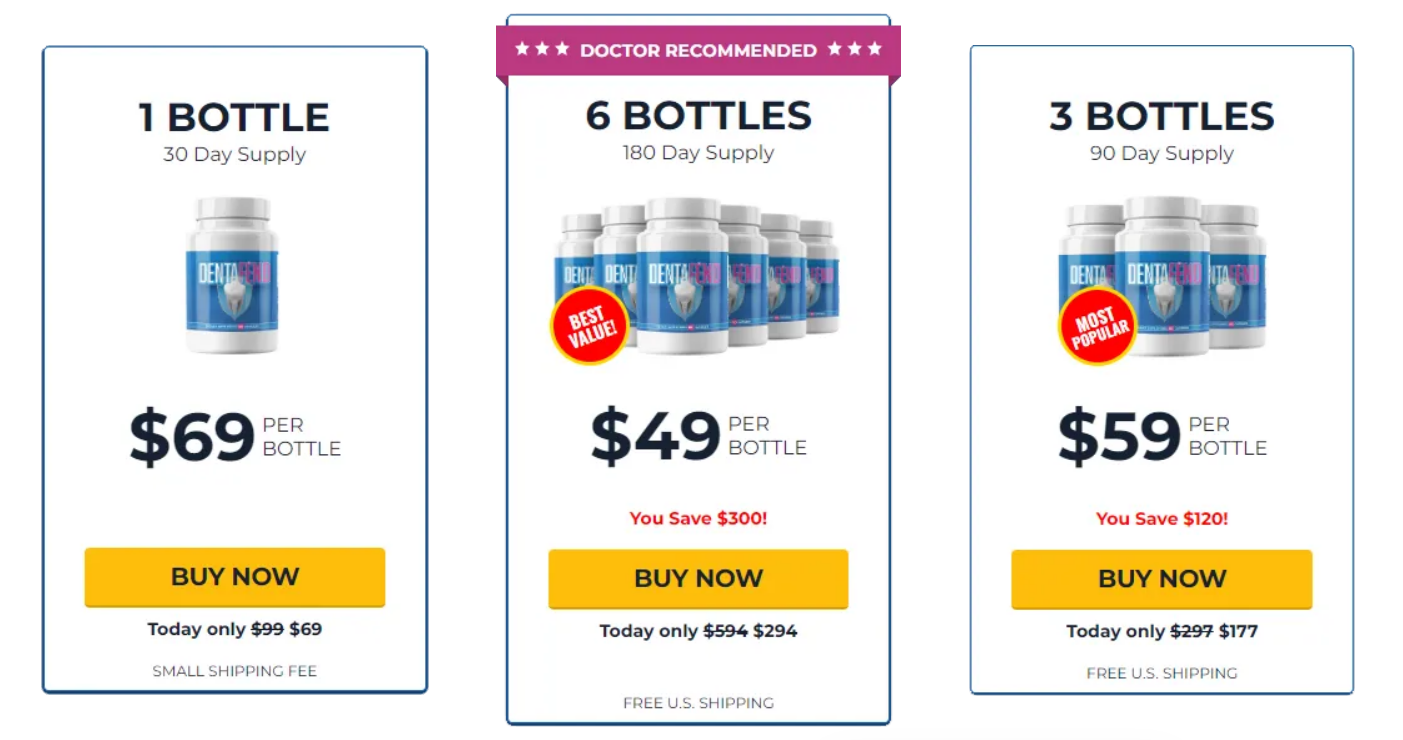 1 BOTTLE
30 Day Supply
$69 PER
BOTTLE
BUY NOW
Today only $99 $69
SMALL SHIPPING FEE
★ ★ ★ DOCTOR RECOMMENDED ★ ★ ★
6 BOTTLES
180 Day Supply
DENTA
BEST
VALUE!
$49 PER
BOTTLE
You Save $300!
BUY NOW
Today only $594 $294
FREE U.S. SHIPPING
3 BOTTLES
90 Day Supply
DENTA
MOST
POPULAR
$59 PER
BOTTLE
You Save $120!
BUY NOW
Today only $297 $177
FREE U.S. SHIPPING